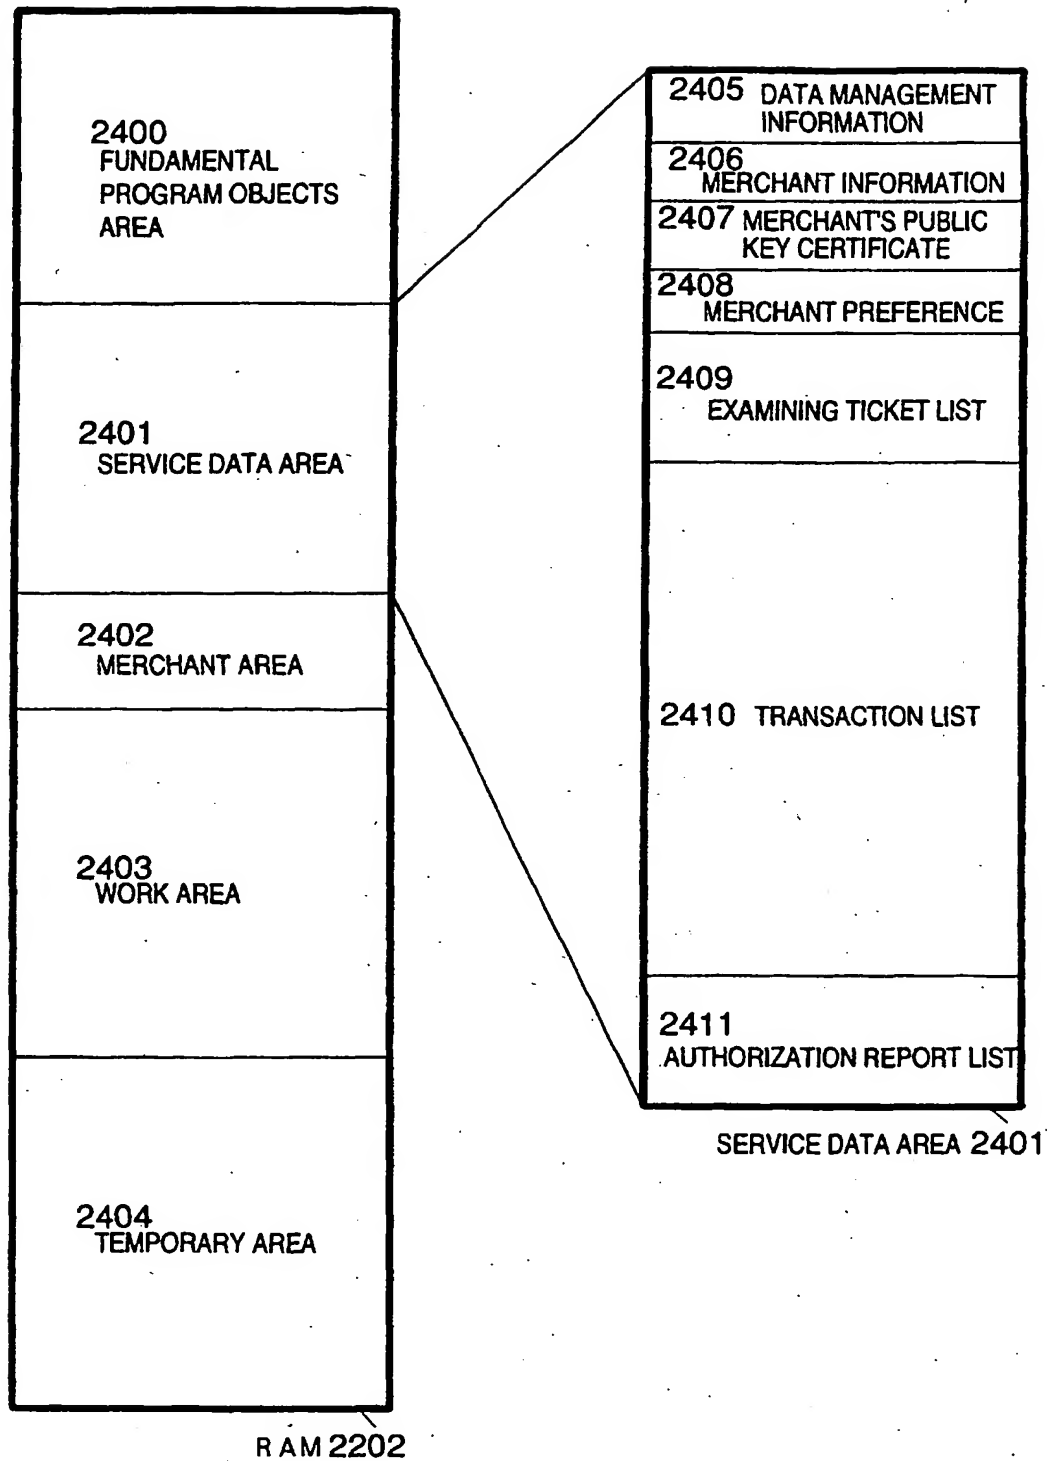 2400
FUNDAMENTAL
PROGRAM OBJECTS
AREA
2401
SERVICE DATA AREA
2402
MERCHANT AREA
2403
WORK AREA
2404
TEMPORARY AREA
RAM 2202
2405 DATA MANAGEMENT
INFORMATION
2406
MERCHANT INFORMATION
2407 MERCHANT'S PUBLIC
KEY CERTIFICATE
2408
MERCHANT PREFERENCE
2409
EXAMINING TICKET LIST
2410 TRANSACTION LIST
2411
AUTHORIZATION REPORT LIST
SERVICE DATA AREA 2401